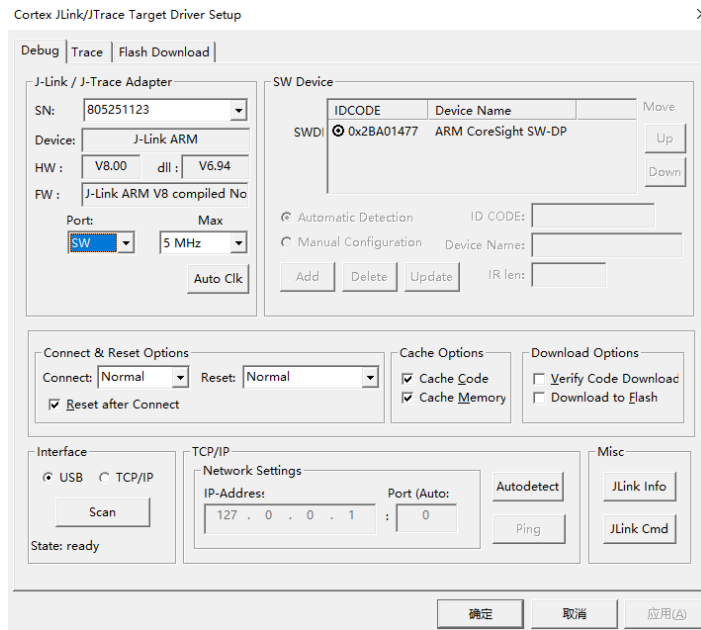 Cortex JLink/JTrace Target Driver Setup
Debug Trace Flash Download
J-Link / J-Trace Adapter
SN: 805251123
Device: J-Link ARM
HW : V8.00 dll : V6.94
FW : J-Link ARM V8 compiled No
Port: Max
SW 5 MHz
Auto Clk
SW Device
IDCODE Device Name Move
SWDI 0x2BA01477 ARM CoreSight SW-DP Up
Down
Automatic Detection ID CODE:
Manual Configuration Device Name:
Add Delete Update IR len:
Connect & Reset Options
Connect: Normal Reset: Normal
Reset after Connect
Cache Options
Cache Code
Cache Memory
Download Options
Verify Code Download
Download to Flash
Interface
USB TCP/IP
Scan
State: ready
TCP/IP
Network Settings
IP-Address: Port (Auto:
127 . 0 . 0 . 1 : 0
Autodetect
Ping
Misc
JLink Info
JLink Cmd
确定 取消 应用(A)